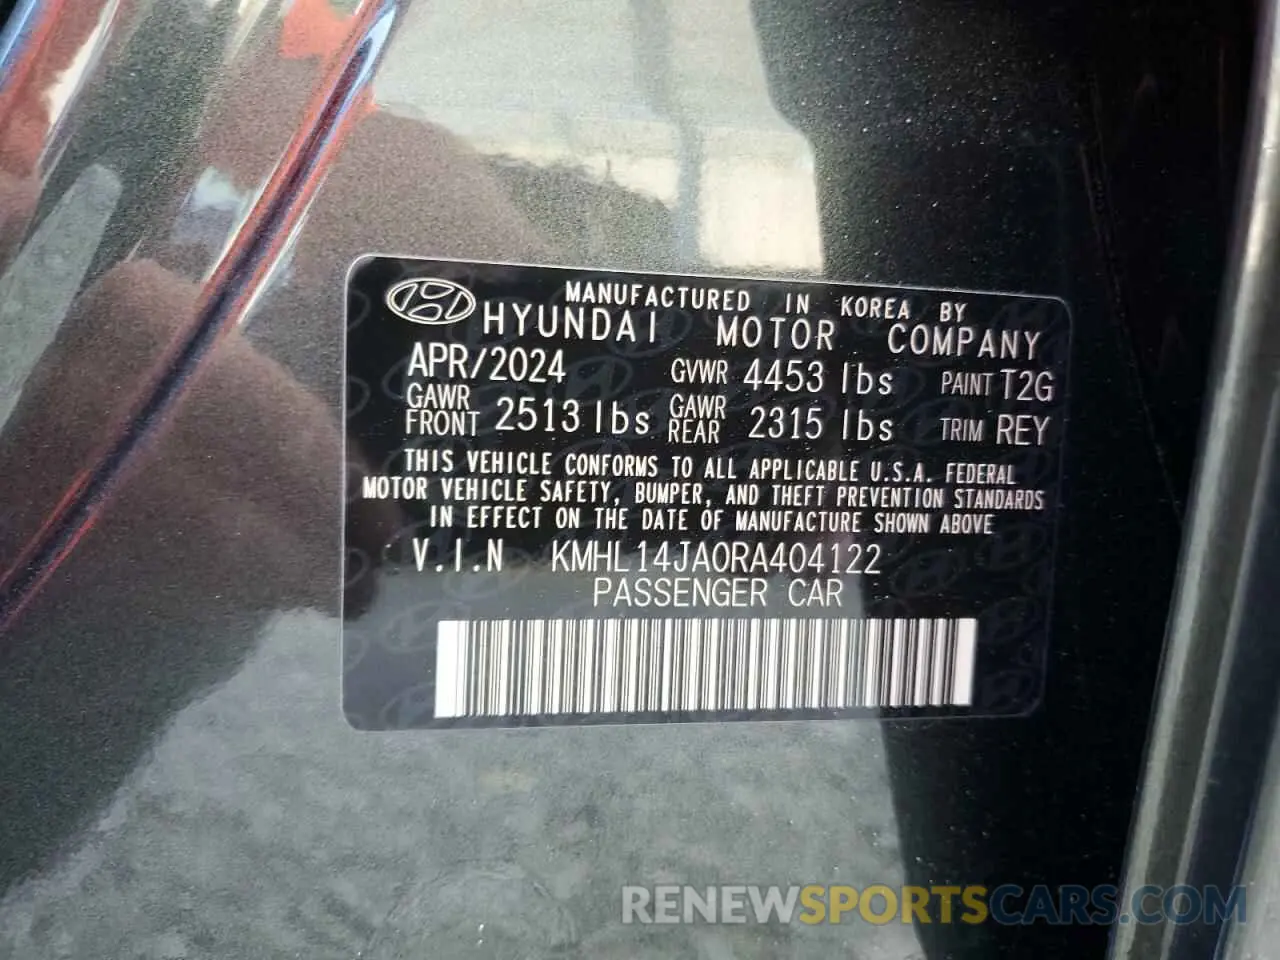 MANUFACTURED IN KOREA BY
HYUNDAI MOTOR COMPANY
APR/2024 GVWR 4453 lbs PAINT T2G
GAWR FRONT 2513 lbs GAWR REAR 2315 lbs TRIM REY
THIS VEHICLE CONFORMS TO ALL APPLICABLE U.S.A. FEDERAL
MOTOR VEHICLE SAFETY, BUMPER, AND THEFT PREVENTION STANDARDS
IN EFFECT ON THE DATE OF MANUFACTURE SHOWN ABOVE
V.I.N KMHL14JA0RA404122
PASSENGER CAR
RENEWSPORTSCARS.COM